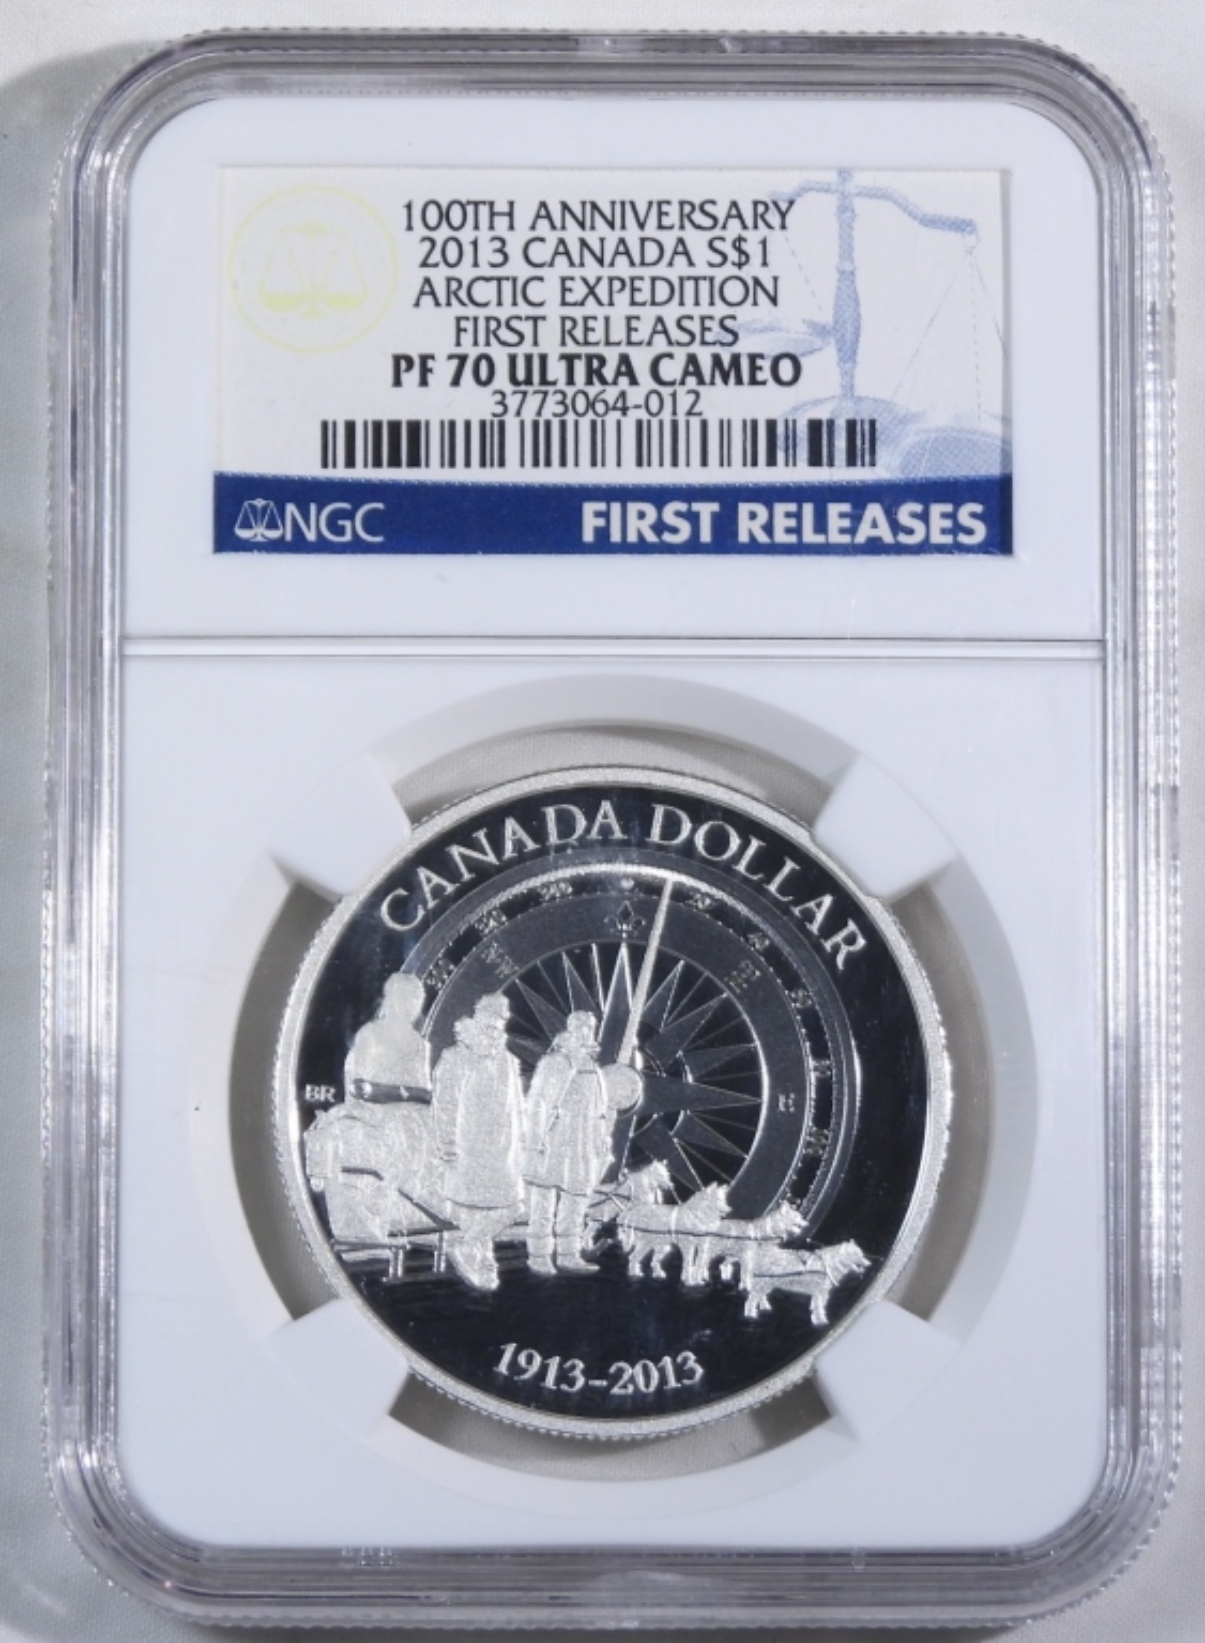 100TH ANNIVERSARY
2013 CANADA S$1
ARCTIC EXPEDITION
FIRST RELEASES
PF 70 ULTRA CAMEO
3773064-012
NGC
FIRST RELEASES
CANADA DOLLAR
BR
1913-2013